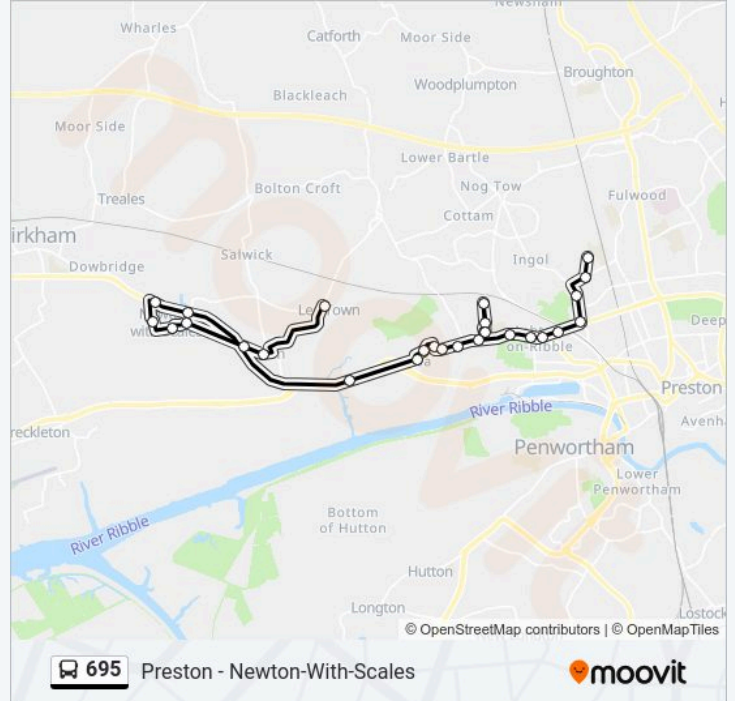 Newsham
Wharles
Catforth
Moor Side
Broughton
Woodplumpton
Blackleach
Moor Side
Lower Bartle
Nog Tow
Bolton Croft
Fulwood
Treales
Cottam
irkham
Salwick
Ingol
Dowbridge
Deep
on-Ribble
Preston
River Ribble
reckleton
Avenh
Penwortham
Lower
Penwortham
Bottom
of Hutton
River Ribble
Hutton
Longton
Lostock
© OpenStreetMap contributors | © OpenMapTiles
695 Preston - Newton-With-Scales
moovit